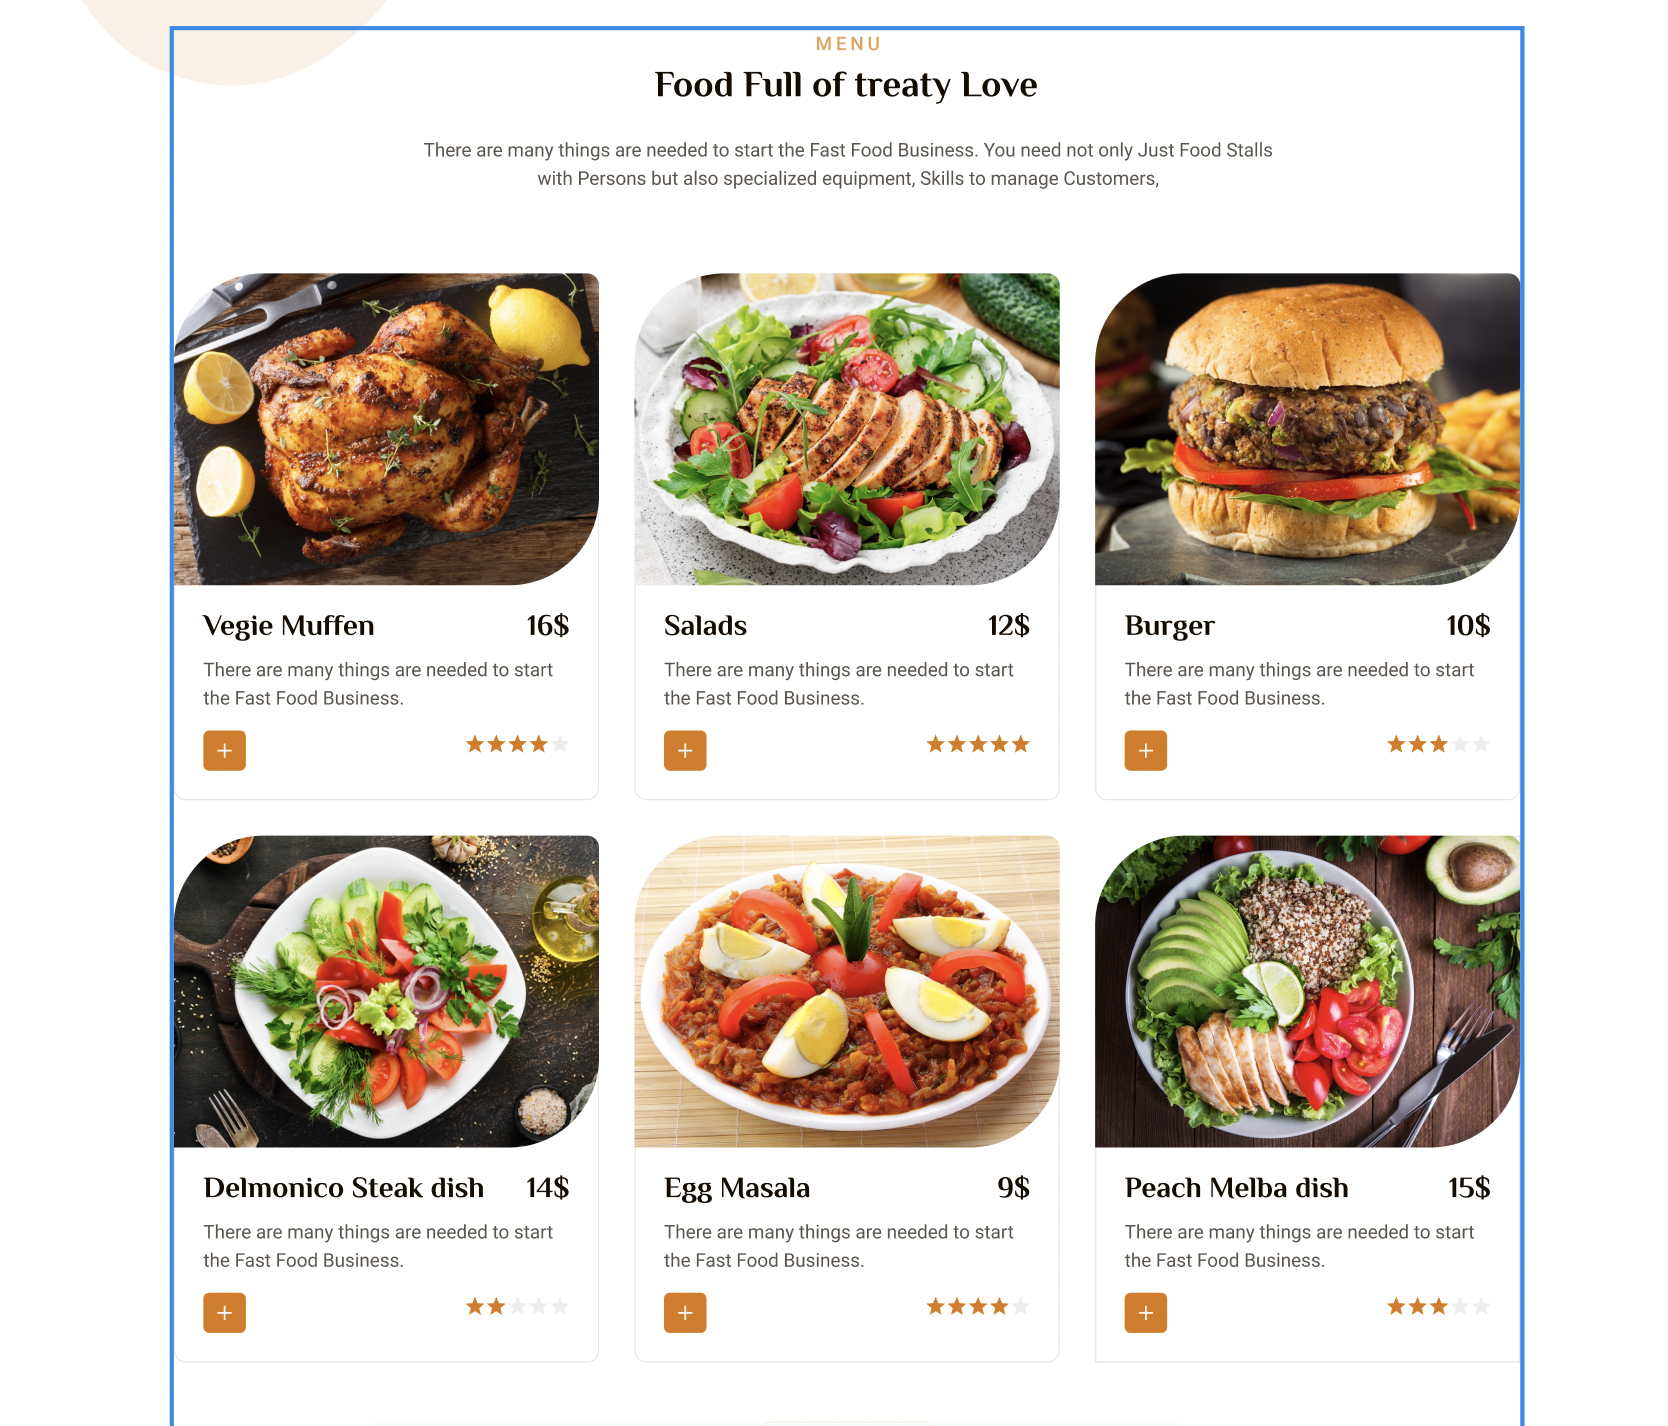 MENU
Food Full of treaty Love
There are many things are needed to start the Fast Food Business. You need not only Just Food Stalls
with Persons but also specialized equipment, Skills to manage Customers,
Vegie Muffen 16$
There are many things are needed to start
the Fast Food Business.
+
Salads 12$
There are many things are needed to start
the Fast Food Business.
+
Burger 10$
There are many things are needed to start
the Fast Food Business.
+
Delmonico Steak dish 14$
There are many things are needed to start
the Fast Food Business.
+
Egg Masala 9$
There are many things are needed to start
the Fast Food Business.
+
Peach Melba dish 15$
There are many things are needed to start
the Fast Food Business.
+